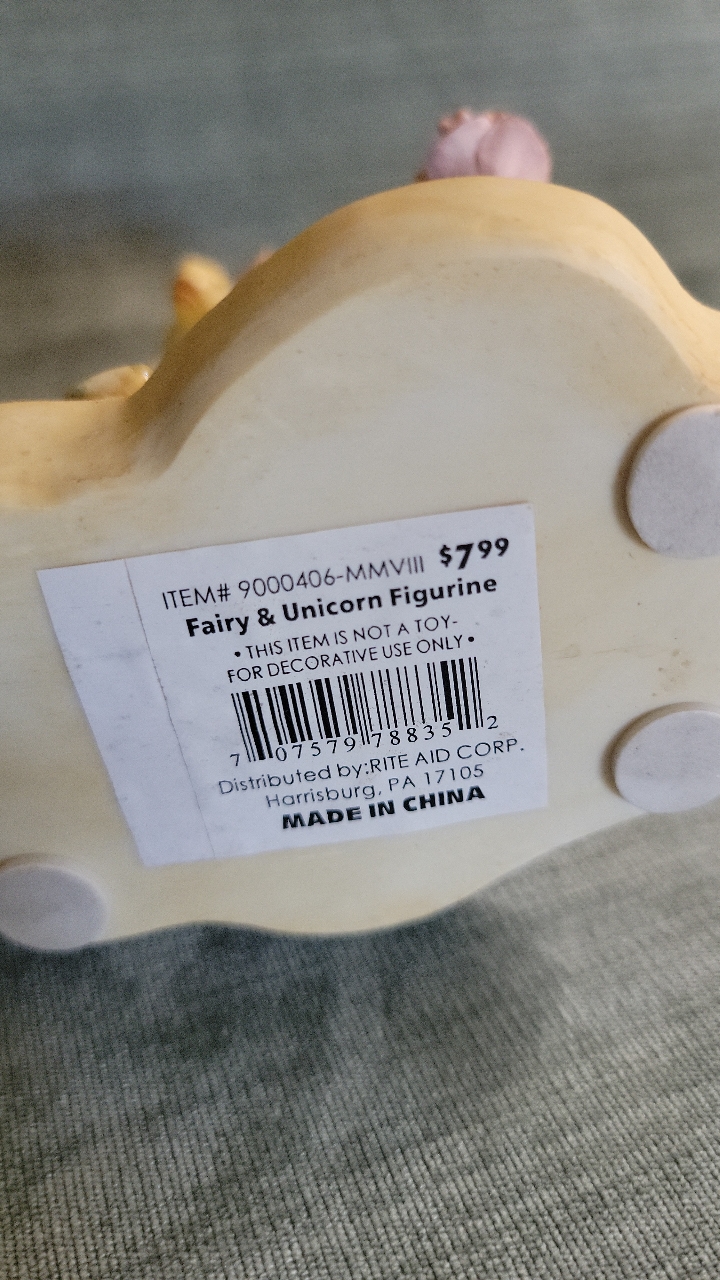 ITEM# 9000406-MMVIII $7.99
Fairy & Unicorn Figurine
• THIS ITEM IS NOT A TOY-
FOR DECORATIVE USE ONLY •
7 07579 78835 2
Distributed by:RITE AID CORP.
Harrisburg, PA 17105
MADE IN CHINA